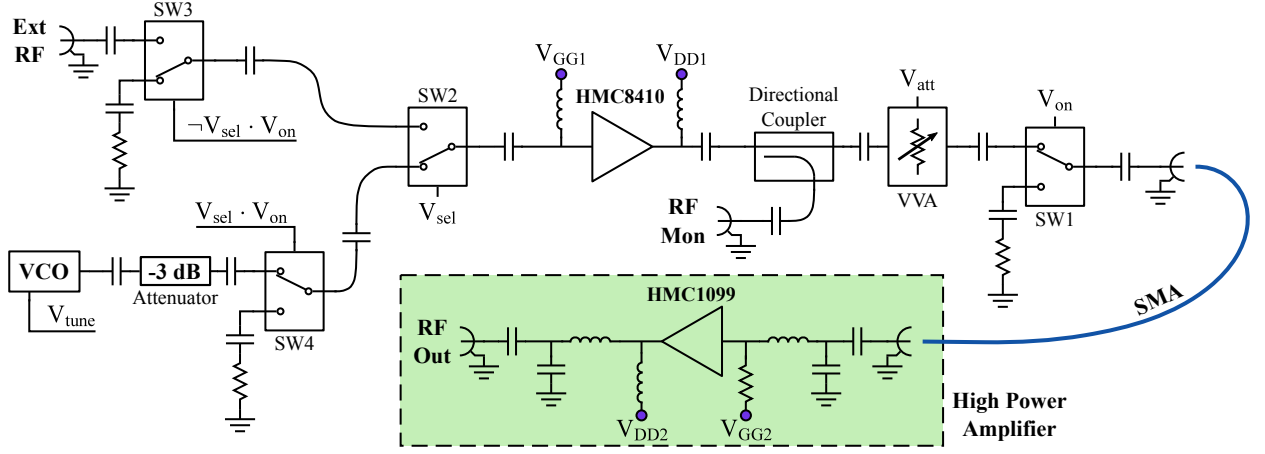 SW3
Ext
RF
¬V_sel · V_on
SW2
V_sel
V_GG1
HMC8410
V_DD1
Directional
Coupler
RF
Mon
V_att
VVA
V_on
SW1
V_sel · V_on
VCO
-3 dB
Attenuator
V_tune
SW4
SMA
HMC1099
RF
Out
V_DD2
V_GG2
High Power
Amplifier